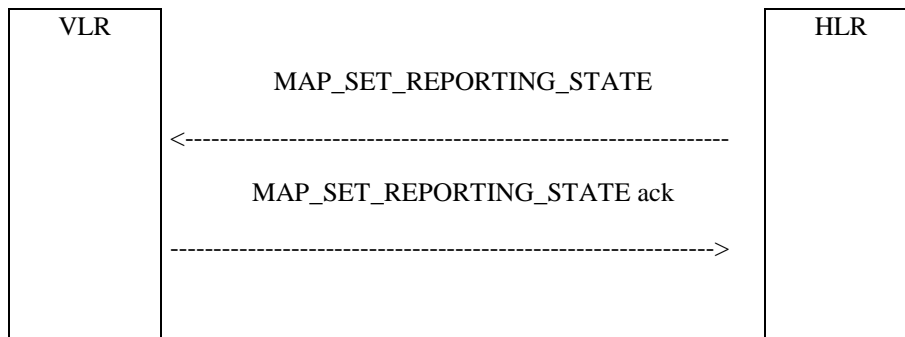 VLR HLR
MAP_SET_REPORTING_STATE
<---------------------------------------------------------------
MAP_SET_REPORTING_STATE ack
--------------------------------------------------------------->